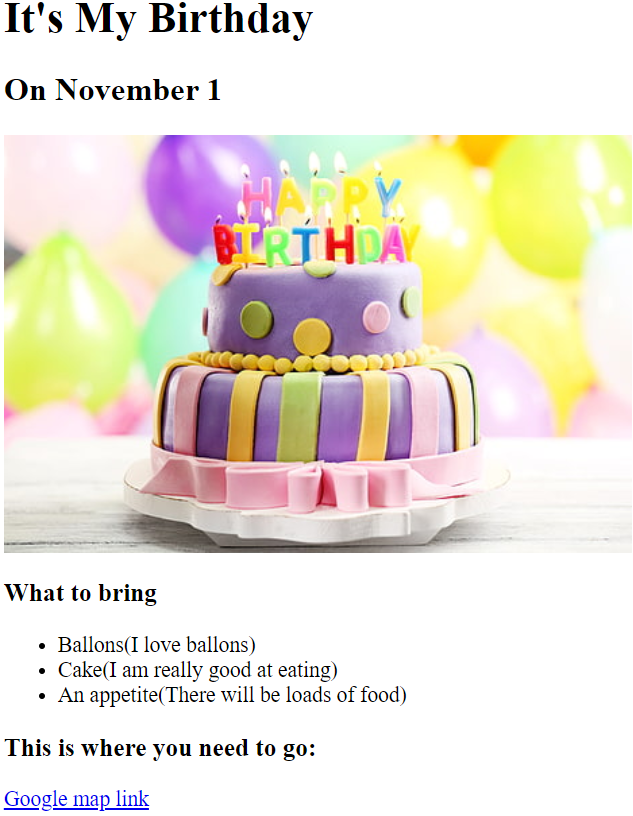 It's My Birthday
On November 1
HAPPY
BIRTHDAY
What to bring
• Ballons(I love ballons)
• Cake(I am really good at eating)
• An appetite(There will be loads of food)
This is where you need to go:
Google map link